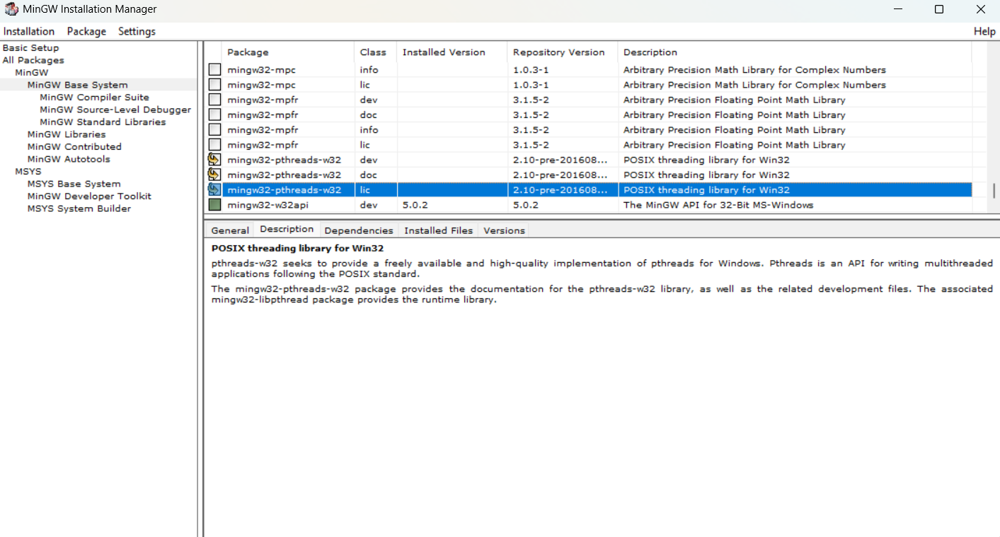 MinGW Installation Manager
Installation Package Settings Help
Basic Setup
All Packages
MinGW
MinGW Base System
MinGW Compiler Suite
MinGW Source-Level Debugger
MinGW Standard Libraries
MinGW Libraries
MinGW Contributed
MinGW Autotools
MSYS
MSYS Base System
MinGW Developer Toolkit
MSYS System Builder
Package Class Installed Version Repository Version Description
mingw32-mpc info 1.0.3-1 Arbitrary Precision Math Library for Complex Numbers
mingw32-mpc lic 1.0.3-1 Arbitrary Precision Math Library for Complex Numbers
mingw32-mpfr dev 3.1.5-2 Arbitrary Precision Floating Point Math Library
mingw32-mpfr doc 3.1.5-2 Arbitrary Precision Floating Point Math Library
mingw32-mpfr info 3.1.5-2 Arbitrary Precision Floating Point Math Library
mingw32-mpfr lic 3.1.5-2 Arbitrary Precision Floating Point Math Library
mingw32-pthreads-w32 dev 2.10-pre-201608... POSIX threading library for Win32
mingw32-pthreads-w32 doc 2.10-pre-201608... POSIX threading library for Win32
mingw32-pthreads-w32 lic 2.10-pre-201608... POSIX threading library for Win32
mingw32-w32api dev 5.0.2 5.0.2 The MinGW API for 32-Bit MS-Windows
General Description Dependencies Installed Files Versions
POSIX threading library for Win32
pthreads-w32 seeks to provide a freely available and high-quality implementation of pthreads for Windows. Pthreads is an API for writing multithreaded
applications following the POSIX standard.
The mingw32-pthreads-w32 package provides the documentation for the pthreads-w32 library, as well as the related development files. The associated
mingw32-libpthread package provides the runtime library.